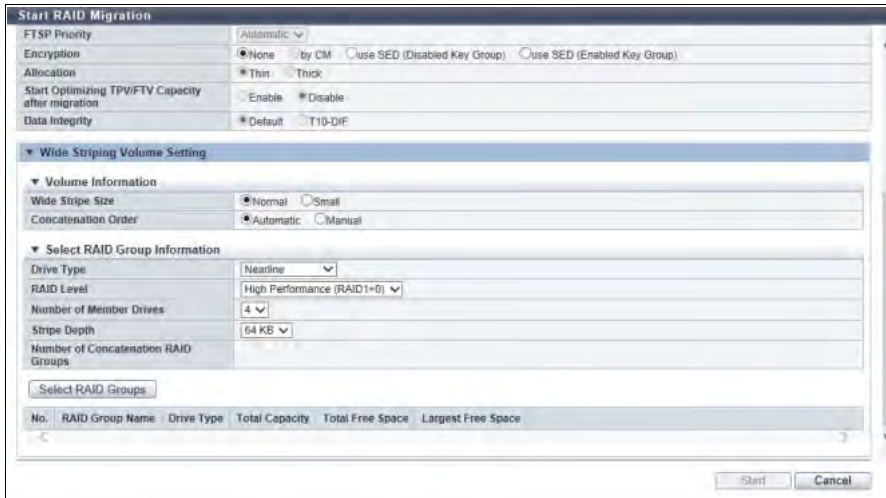 Start RAID Migration
FTSP Priority Automatic
Encryption None by CM use SED (Disabled Key Group) use SED (Enabled Key Group)
Allocation Thin Thick
Start Optimizing TPV/FTV Capacity
after migration Enable Disable
Data Integrity Default T10-DIF
Wide Striping Volume Setting
Volume Information
Wide Stripe Size Normal Small
Concatenation Order Automatic Manual
Select RAID Group Information
Drive Type Nearline
RAID Level High Performance (RAID1+0)
Number of Member Drives 4
Stripe Depth 64 KB
Number of Concatenation RAID
Groups
Select RAID Groups
No. RAID Group Name Drive Type Total Capacity Total Free Space Largest Free Space
Start Cancel